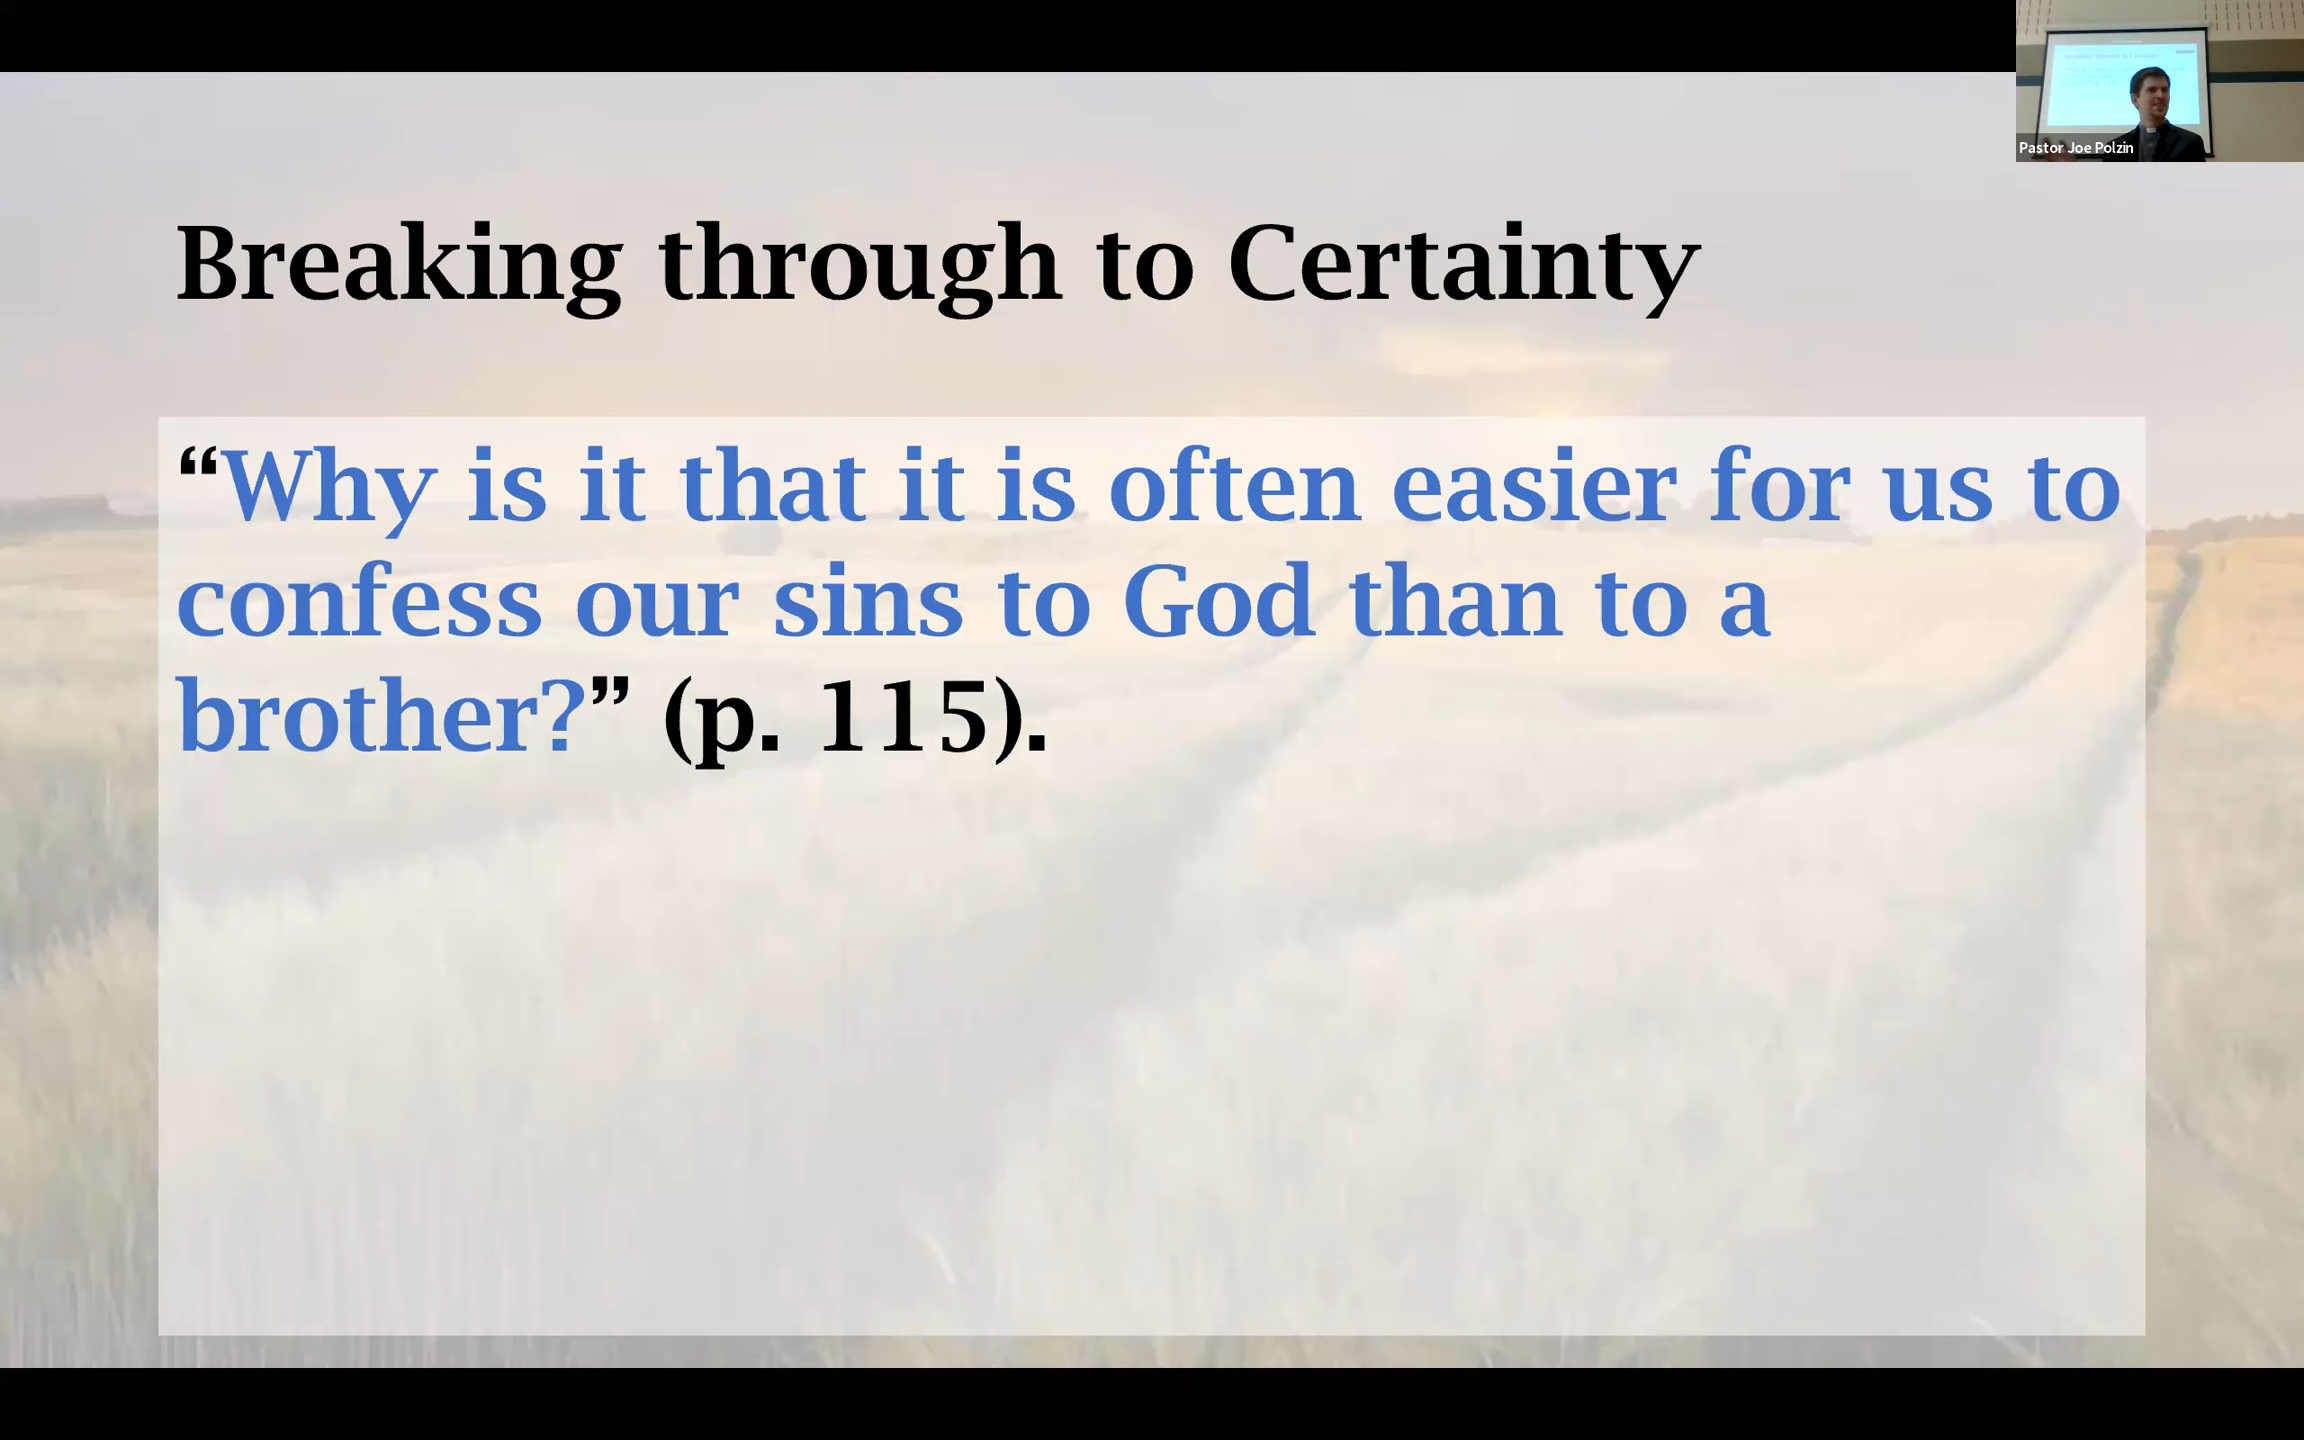 Pastor Joe Polzin
Breaking through to Certainty
“Why is it that it is often easier for us to
confess our sins to God than to a
brother?” (p. 115).